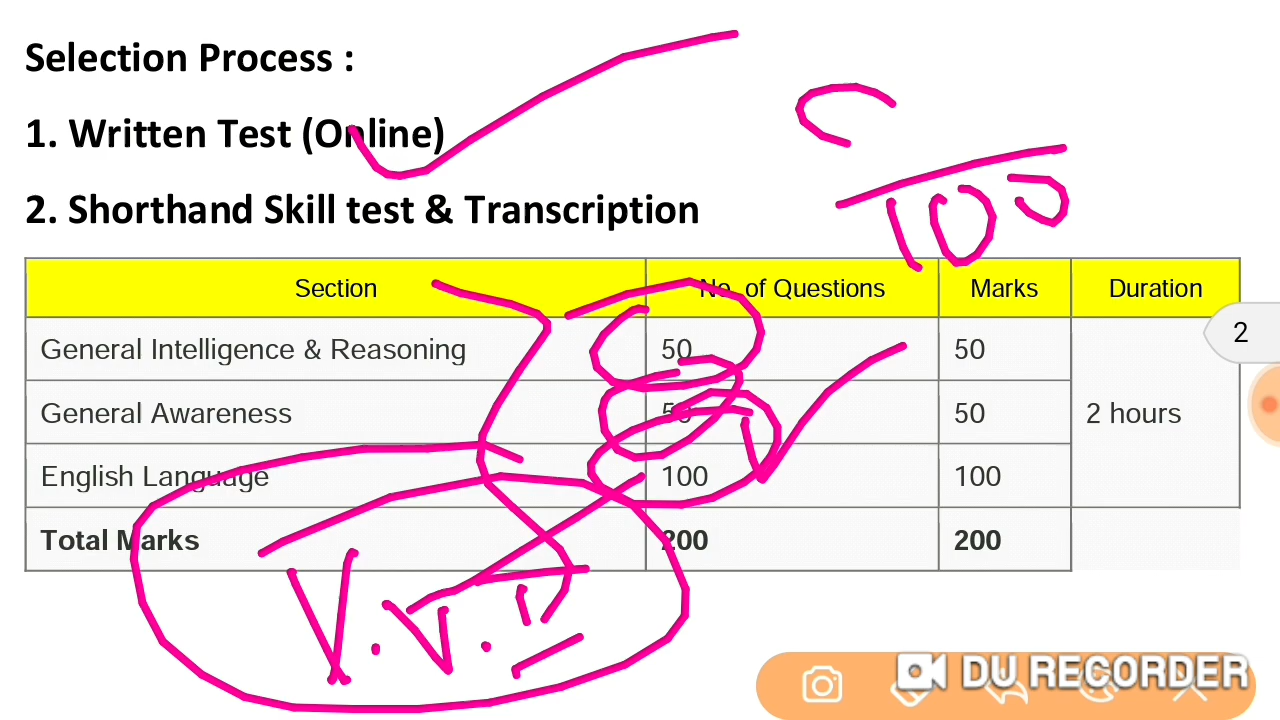 Selection Process :
1. Written Test (Online)
2. Shorthand Skill test & Transcription
100
Section No. of Questions Marks Duration
General Intelligence & Reasoning 50 50
General Awareness 50 50 2 hours
English Language 100 100
Total Marks 200 200
2
V.V.I
DU RECORDER